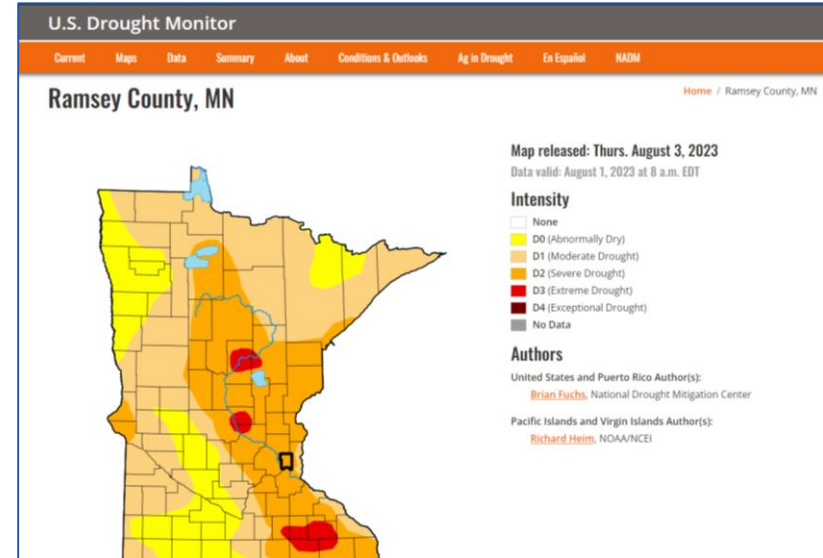 U.S. Drought Monitor
Current Maps Data Summary About Conditions & Outlooks Ag in Drought En Español NADM
Ramsey County, MN
Home / Ramsey County, MN
Map released: Thurs. August 3, 2023
Data valid: August 1, 2023 at 8 a.m. EDT
Intensity
None
D0 (Abnormally Dry)
D1 (Moderate Drought)
D2 (Severe Drought)
D3 (Extreme Drought)
D4 (Exceptional Drought)
No Data
Authors
United States and Puerto Rico Author(s):
Brian Fuchs, National Drought Mitigation Center
Pacific Islands and Virgin Islands Author(s):
Richard Heim, NOAA/NCEI